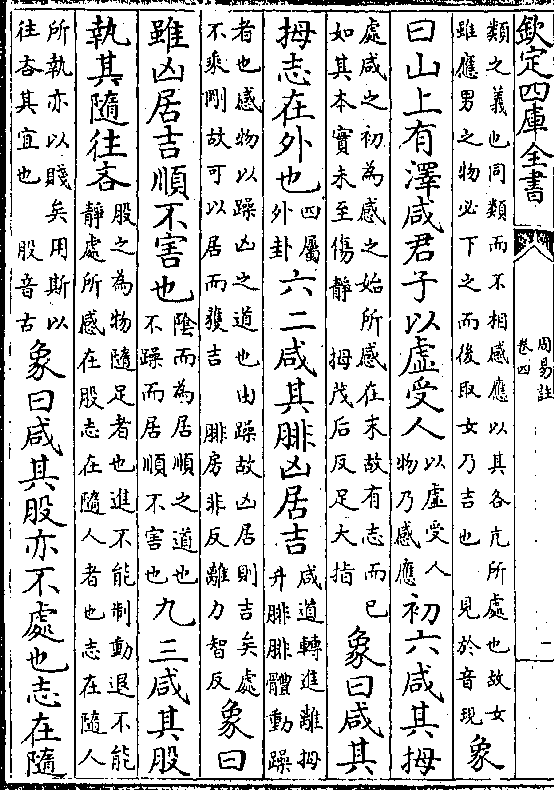 欽定四庫全書
周易註
卷四
二
類之義也同類而不相感應以其各亢所處也故女
雖應男之物必下之而後取女乃吉也　見於音現
象
曰山上有澤咸君子以虛受人
以虛受人
物乃感應
初六咸其拇
處咸之初為感之始所感在末故有志而已
如其本實未至傷靜　拇茂后反足大指
象曰咸其
拇志在外也
四屬
外卦
六二咸其腓凶居吉
咸道轉進離拇
升腓腓體動躁
者也感物以躁凶之道也由躁故凶居則吉矣處
不乘剛故可以居而獲吉　腓房非反離力智反
象曰
雖凶居吉順不害也
陰而為居順之道也
不躁而居順不害也
九三咸其股
執其隨往吝
股之為物隨足者也進不能制動退不能
靜處所感在股志在隨人者也志在隨人
所執亦以賤矣用斯以
往吝其宜也　股音古
象曰咸其股亦不處也志在隨